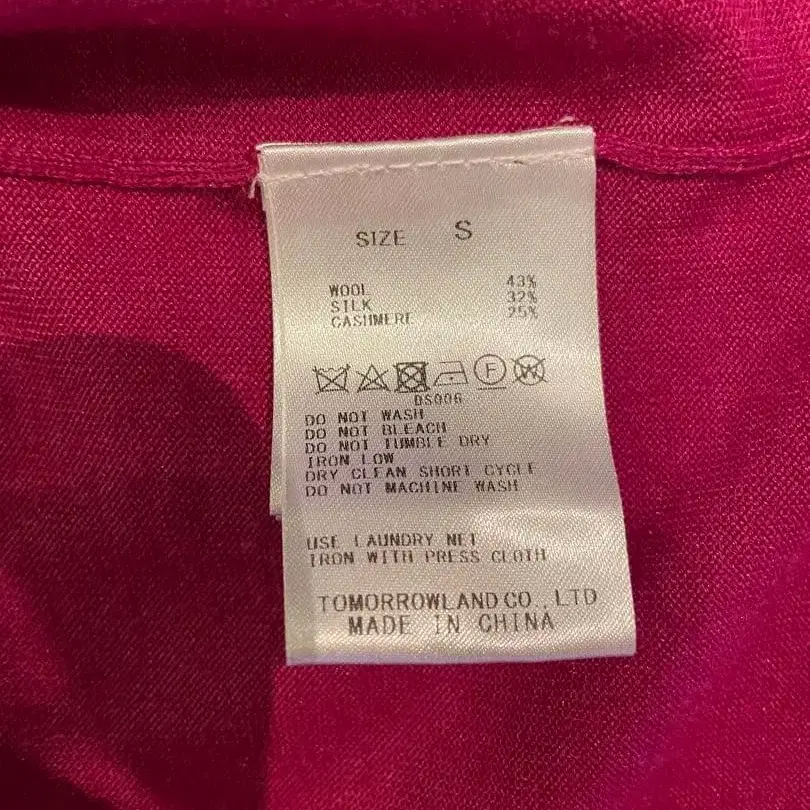 SIZE S
WOOL 43%
SILK 32%
CASHMERE 25%
F W
DS006
DO NOT WASH
DO NOT BLEACH
DO NOT TUMBLE DRY
IRON LOW
DRY CLEAN SHORT CYCLE
DO NOT MACHINE WASH
USE LAUNDRY NET
IRON WITH PRESS CLOTH
TOMORROWLAND CO., LTD
MADE IN CHINA